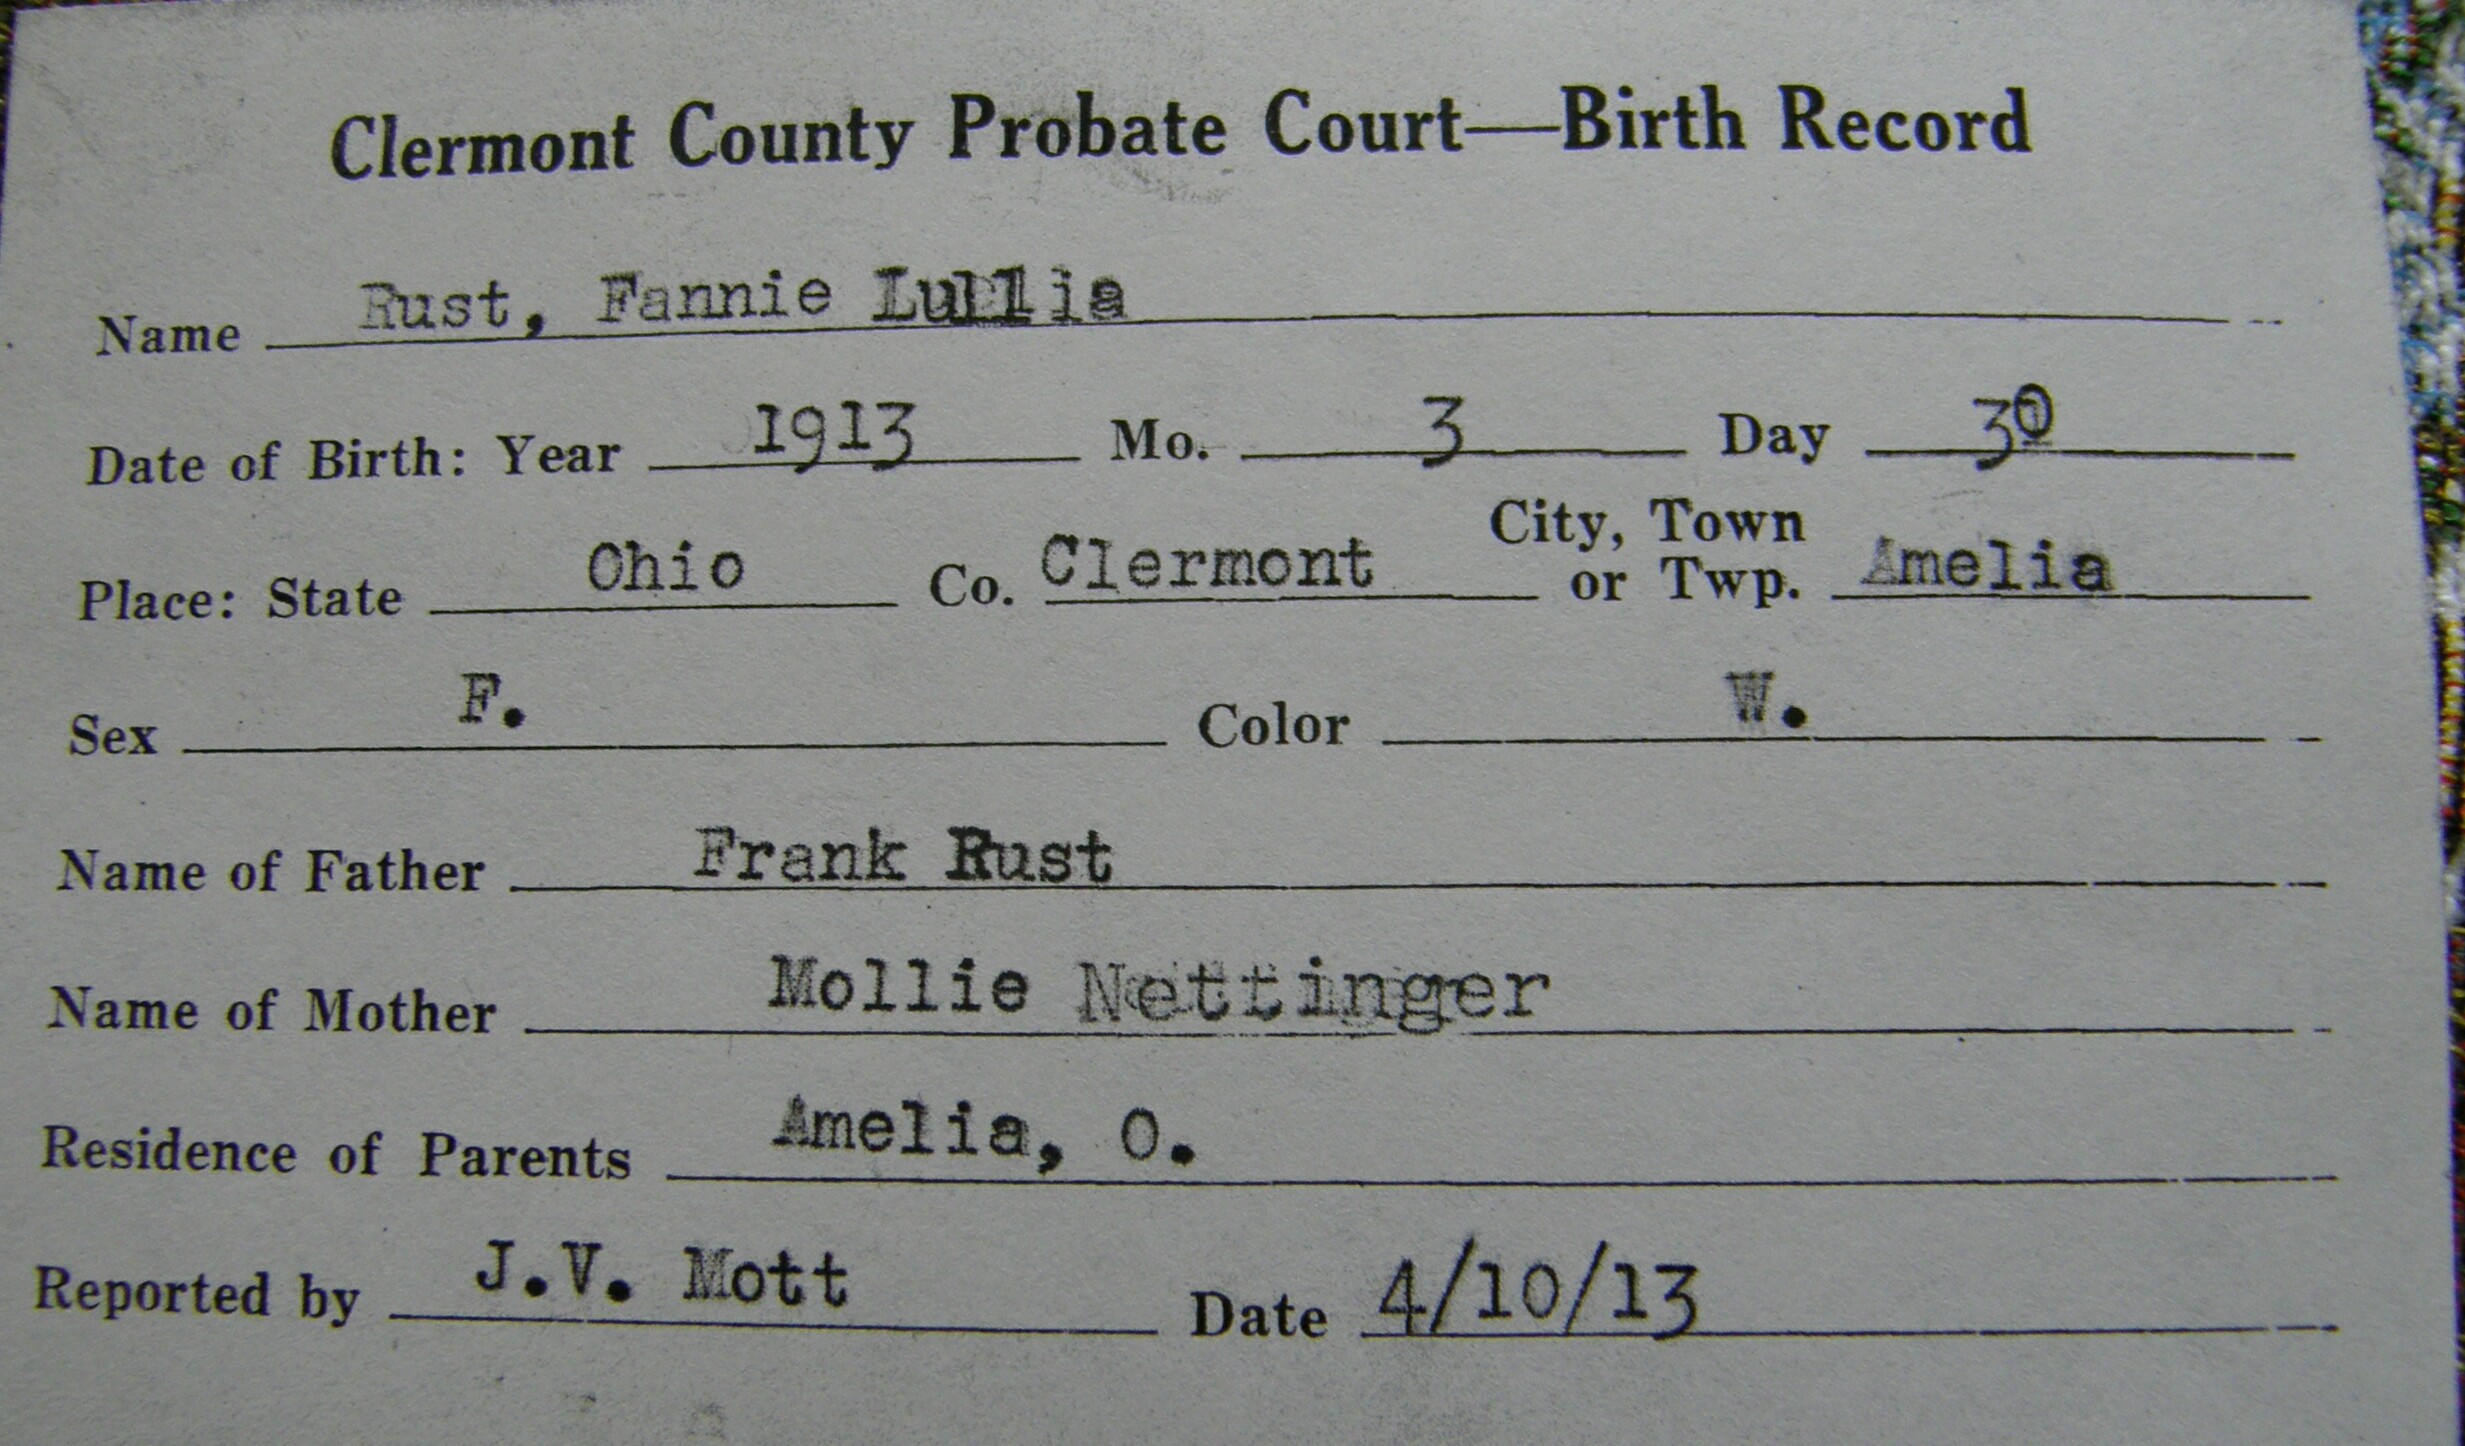 Clermont County Probate Court—Birth Record
Name Rust, Fannie Lullia
Date of Birth: Year 1913 Mo. 3 Day 30
Place: State Ohio Co. Clermont City, Town or Twp. Amelia
Sex F. Color W.
Name of Father Frank Rust
Name of Mother Mollie Nettinger
Residence of Parents Amelia, O.
Reported by J.V. Mott Date 4/10/13